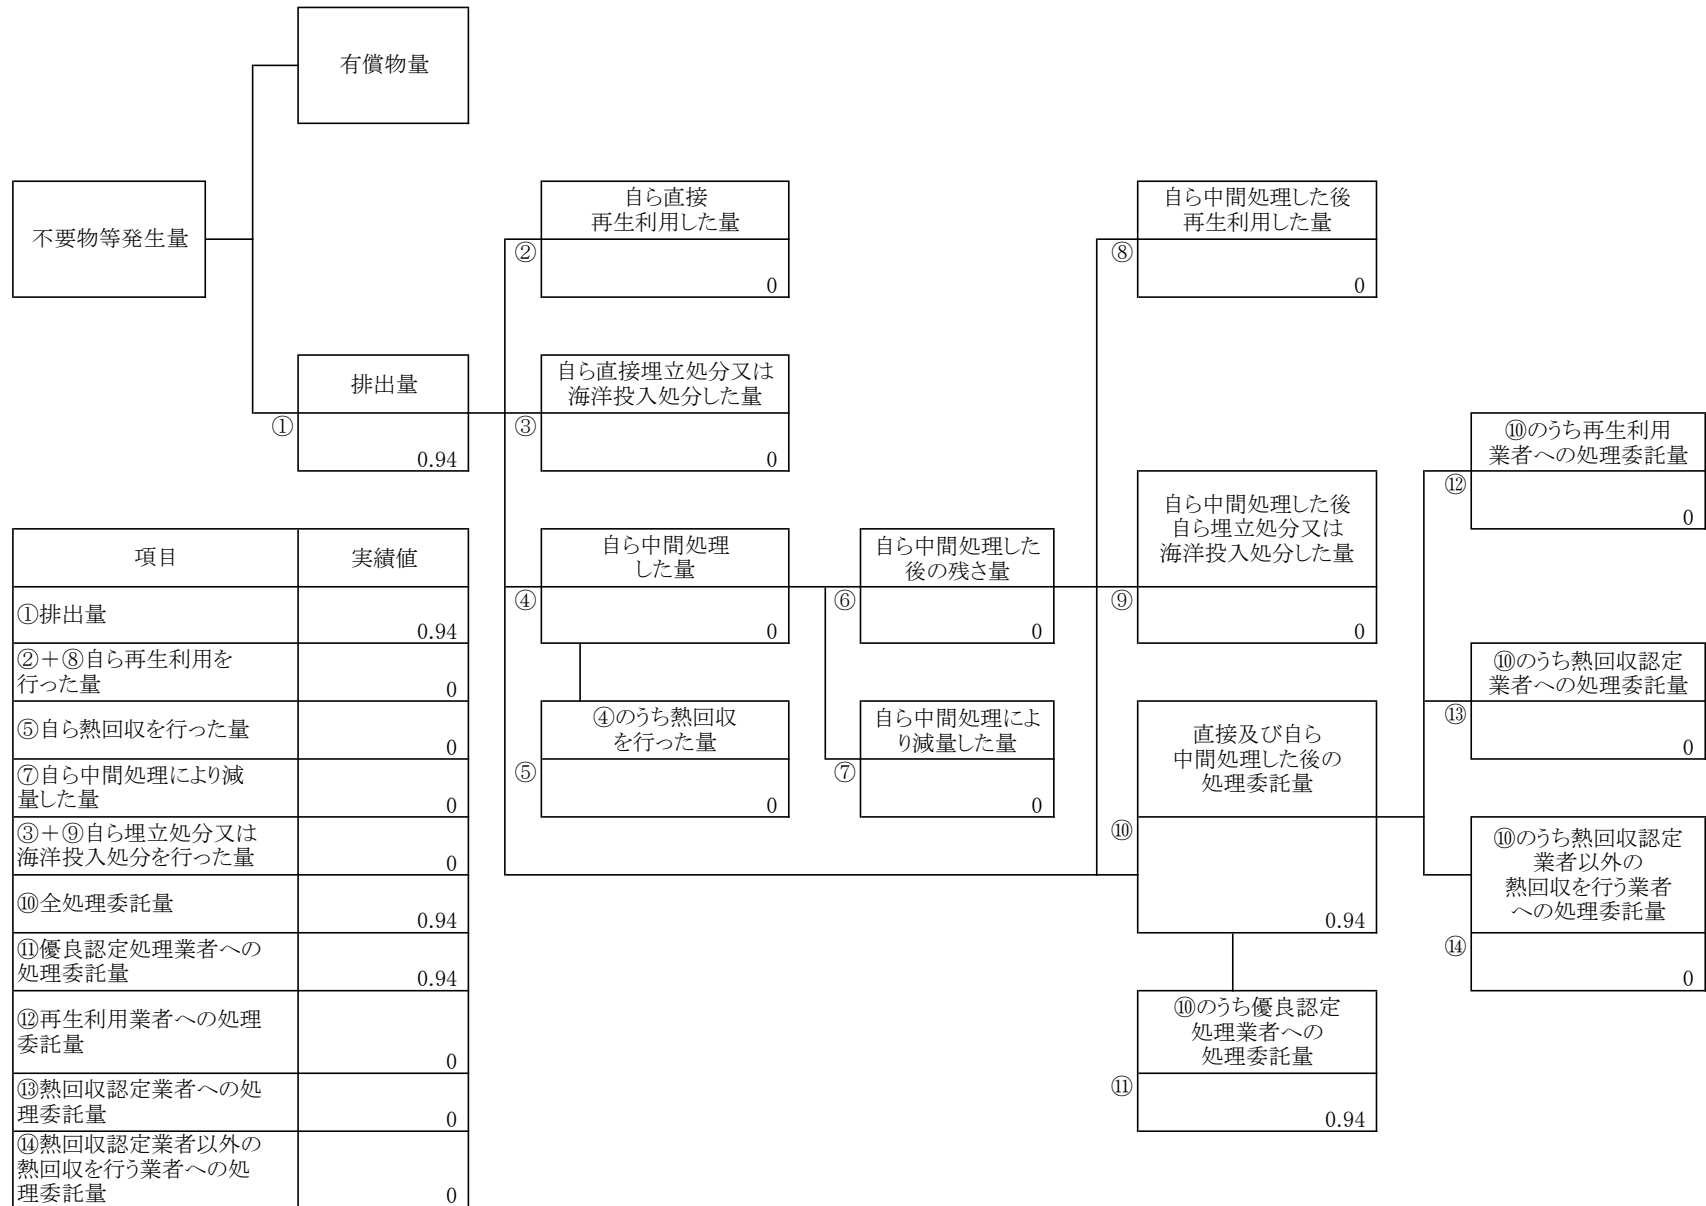 有償物量
不要物等発生量
自ら直接
再生利用した量
②
0
自ら中間処理した後
再生利用した量
⑧
0
排出量
①
0.94
自ら直接埋立処分又は
海洋投入処分した量
③
0
⑩のうち再生利用
業者への処理委託量
⑫
0
自ら中間処理
した量
④
0
自ら中間処理した
後の残さ量
⑥
0
自ら中間処理した後
自ら埋立処分又は
海洋投入処分した量
⑨
0
⑩のうち熱回収認定
業者への処理委託量
⑬
0
④のうち熱回収
を行った量
⑤
0
自ら中間処理によ
り減量した量
⑦
0
直接及び自ら
中間処理した後の
処理委託量
⑩
0.94
⑩のうち熱回収認定
業者以外の
熱回収を行う業者
への処理委託量
⑭
0
⑩のうち優良認定
処理業者への
処理委託量
⑪
0.94
項目 実績値
①排出量
0.94
②＋⑧自ら再生利用を
行った量
0
⑤自ら熱回収を行った量
0
⑦自ら中間処理により減
量した量
0
③＋⑨自ら埋立処分又は
海洋投入処分を行った量
0
⑩全処理委託量
0.94
⑪優良認定処理業者への
処理委託量
0.94
⑫再生利用業者への処理
委託量
0
⑬熱回収認定業者への処
理委託量
0
⑭熱回収認定業者以外の
熱回収を行う業者への処
理委託量
0